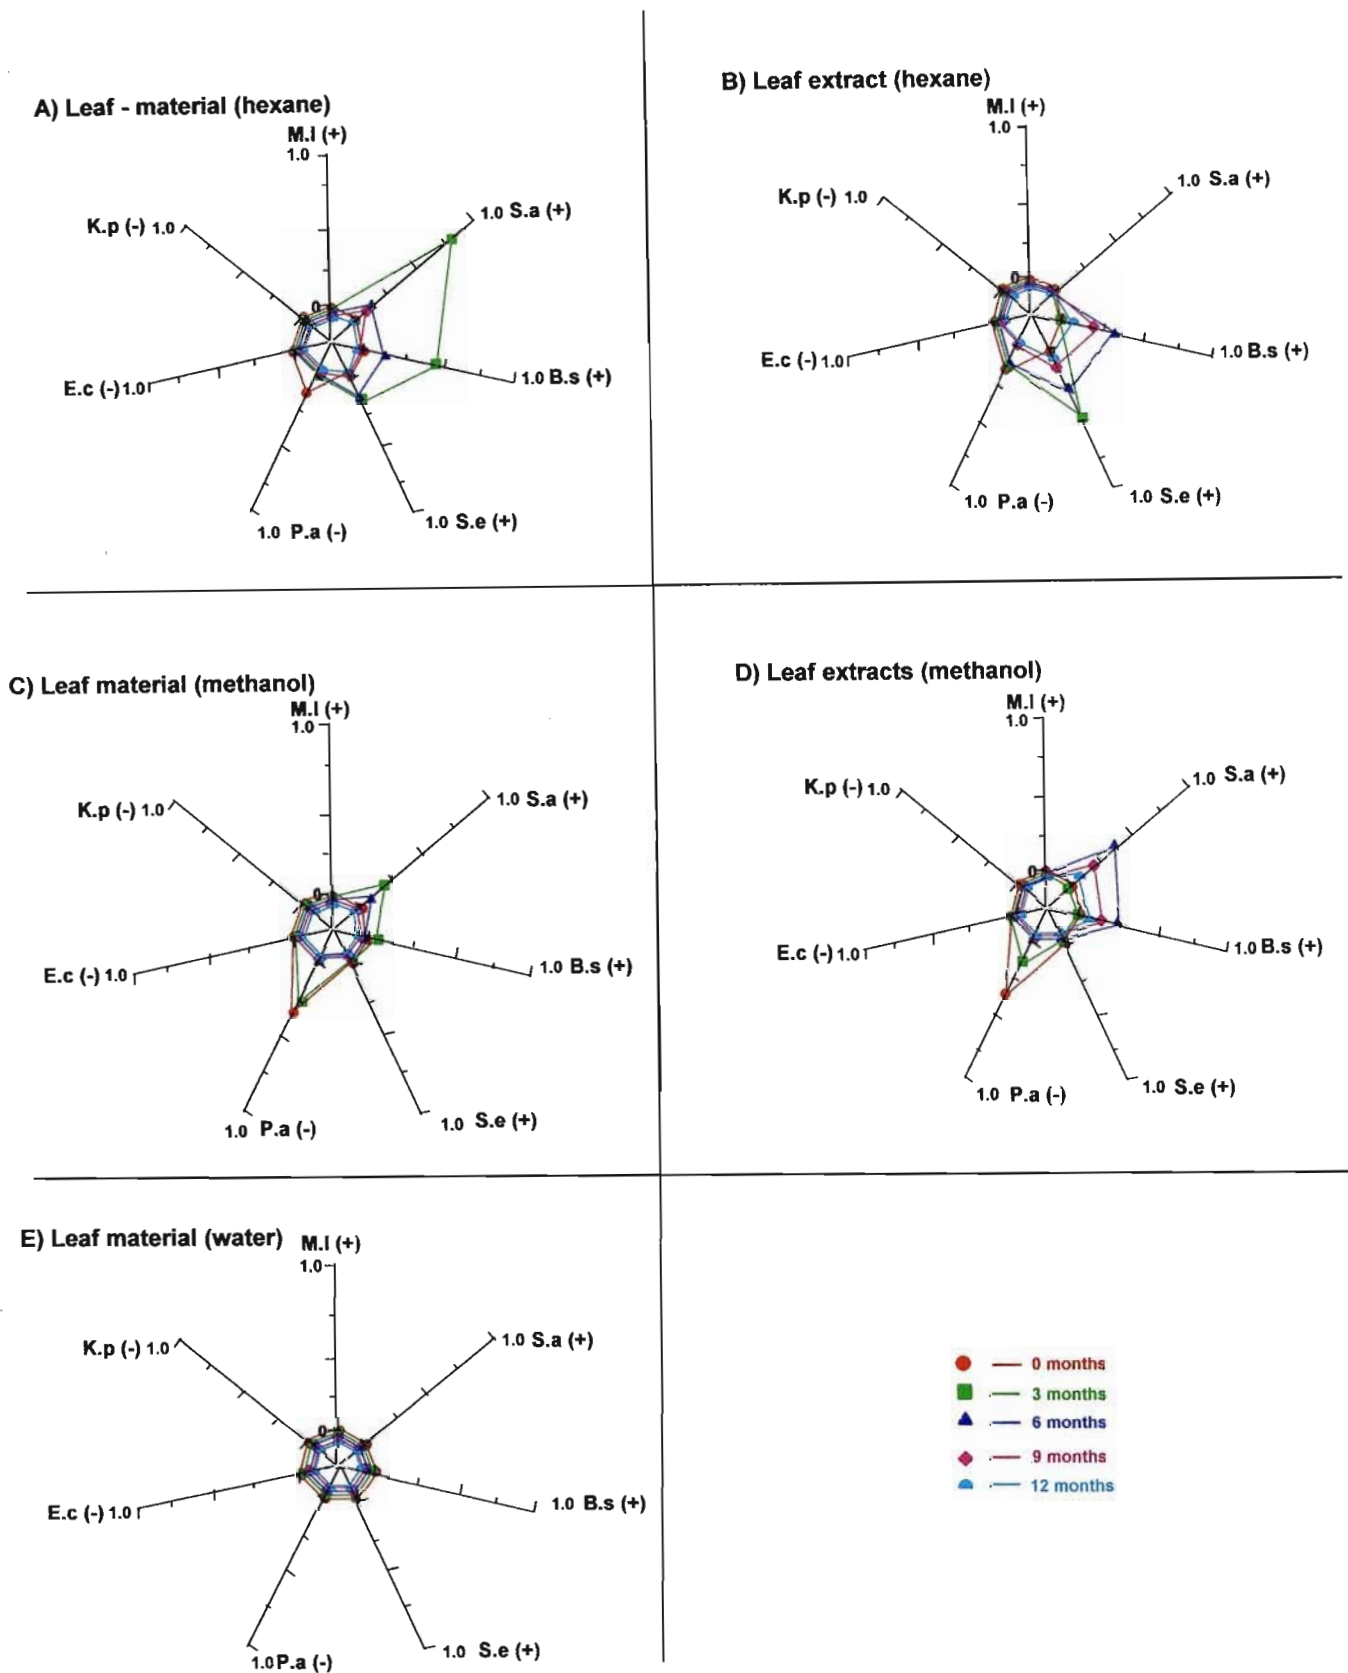 A) Leaf - material (hexane)
M.l (+)
1.0
1.0 S.a (+)
K.p (-) 1.0
0
E.c (-) 1.0
1.0 B.s (+)
1.0 P.a (-)
1.0 S.e (+)
B) Leaf extract (hexane)
M.l (+)
1.0
1.0 S.a (+)
K.p (-) 1.0
0
E.c (-) 1.0
1.0 B.s (+)
1.0 P.a (-)
1.0 S.e (+)
C) Leaf material (methanol)
M.l (+)
1.0
1.0 S.a (+)
K.p (-) 1.0
0
E.c (-) 1.0
1.0 B.s (+)
1.0 P.a (-)
1.0 S.e (+)
D) Leaf extracts (methanol)
M.l (+)
1.0
1.0 S.a (+)
K.p (-) 1.0
0
E.c (-) 1.0
1.0 B.s (+)
1.0 P.a (-)
1.0 S.e (+)
E) Leaf material (water)
M.l (+)
1.0
1.0 S.a (+)
K.p (-) 1.0
0
E.c (-) 1.0
1.0 B.s (+)
1.0 P.a (-)
1.0 S.e (+)
0 months
3 months
6 months
9 months
12 months